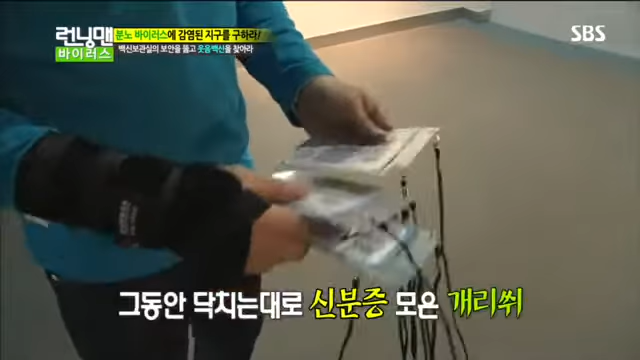 런닝맨
바이러스
분노 바이러스에 감염된 지구를 구하라!
백신보관실의 보안을 뚫고 웃음백신을 찾아라
SBS
그동안 닥치는대로 신분증 모은 개리쒸